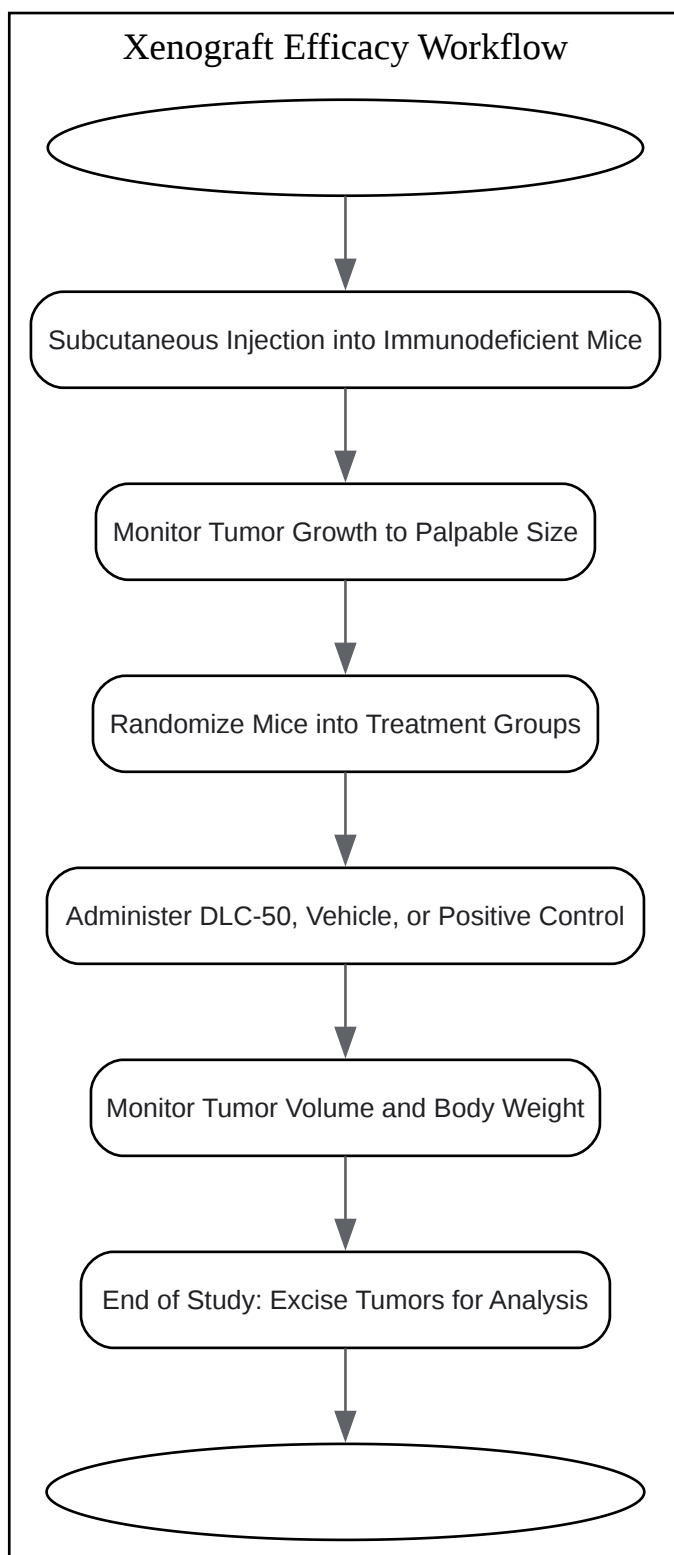 Xenograft Efficacy Workflow
Subcutaneous Injection into Immunodeficient Mice
Monitor Tumor Growth to Palpable Size
Randomize Mice into Treatment Groups
Administer DLC-50, Vehicle, or Positive Control
Monitor Tumor Volume and Body Weight
End of Study: Excise Tumors for Analysis